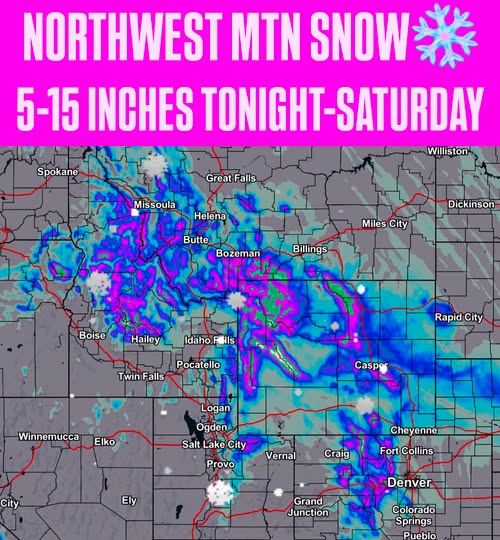 NORTHWEST MTN SNOW
5-15 INCHES TONIGHT-SATURDAY
Williston
Spokane
Great Falls
Dickinson
Missoula
Helena
Miles City
Butte
Billings
Bozeman
Rapid City
Boise
Hailey
Idaho Falls
Pocatello
Casper
Twin Falls
Logan
Ogden
Cheyenne
Winnemucca
Elko
Salt Lake City
Fort Collins
Provo
Vernal
Craig
Denver
City
Ely
Grand
Junction
Colorado
Springs
Pueblo